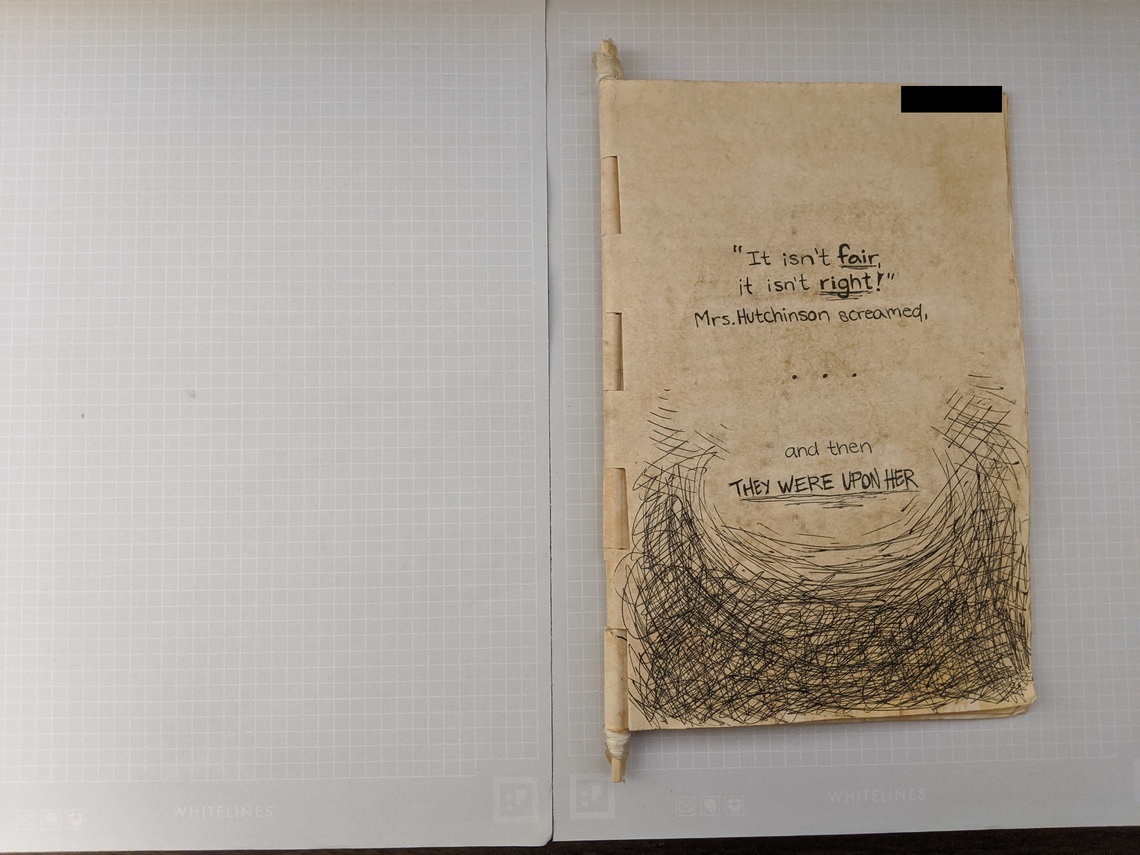 "It isn't fair,
it isn't right!"
Mrs. Hutchinson screamed,
. . .
and then
THEY WERE UPON HER
WHITELINES
WHITELINES